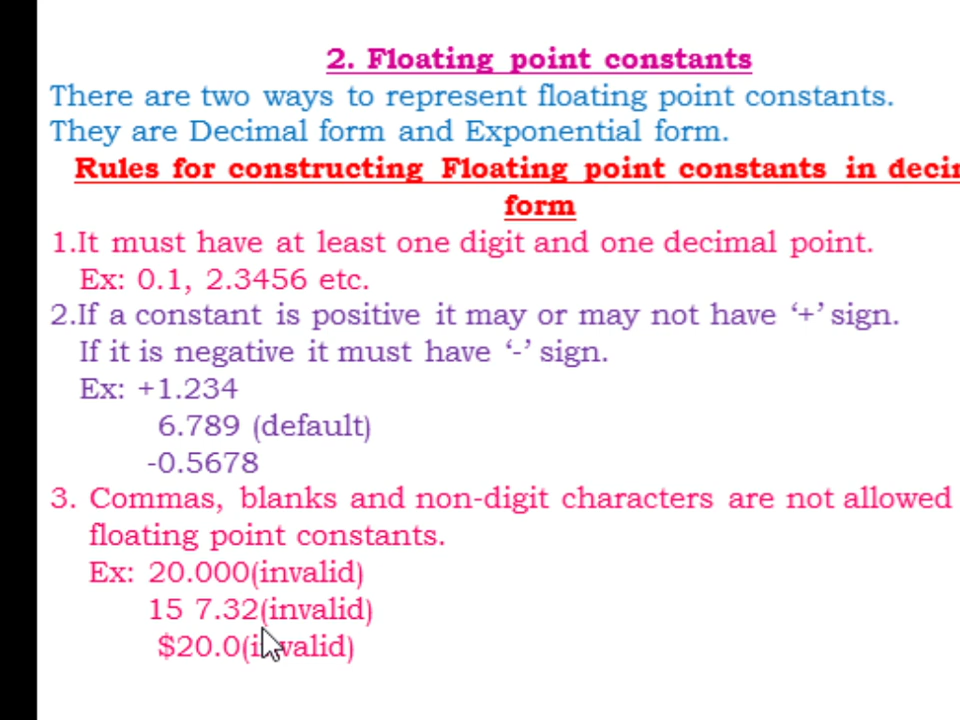 2. Floating point constants
There are two ways to represent floating point constants.
They are Decimal form and Exponential form.
Rules for constructing Floating point constants in
form
1.It must have at least one digit and one decimal point.
Ex: 0.1, 2.3456 etc.
2.If a constant is positive it may or may not have ‘+’ sign.
If it is negative it must have ‘-’ sign.
Ex: +1.234
6.789 (default)
-0.5678
3. Commas, blanks and non-digit characters are not allowed
floating point constants.
Ex: 20.000(invalid)
15 7.32(invalid)
$20.0(invalid)